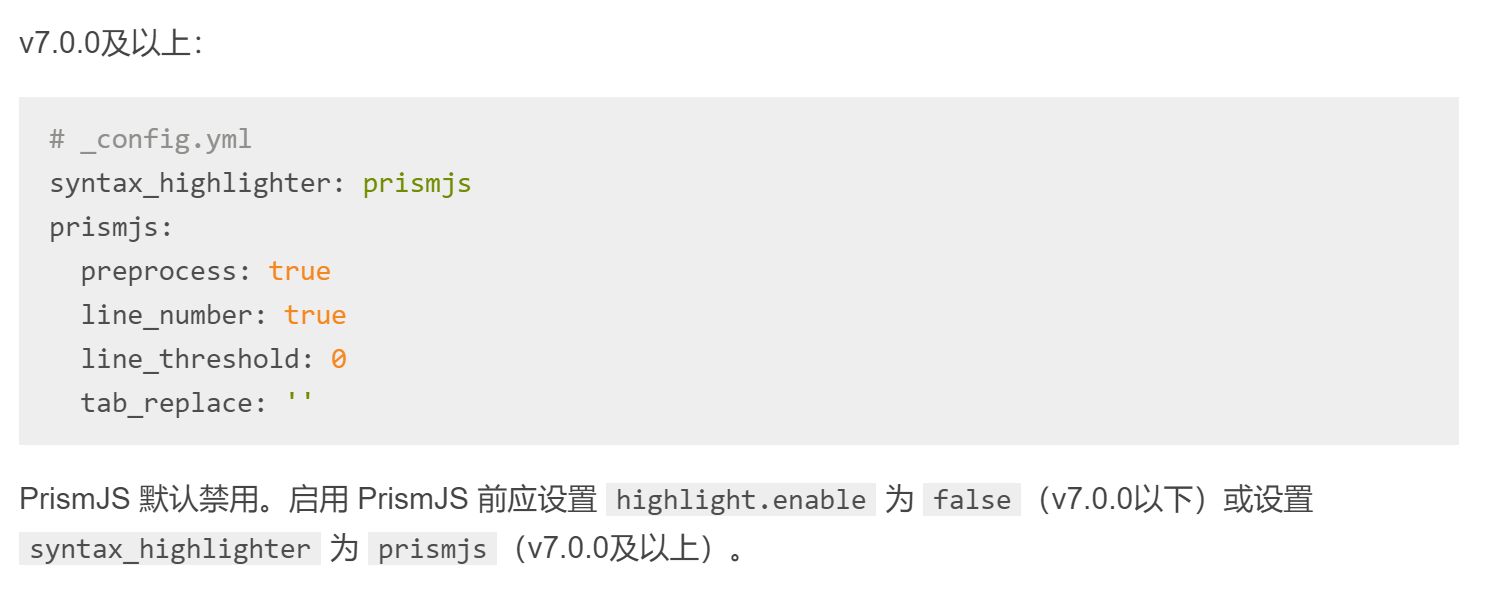 v7.0.0及以上：
# _config.yml
syntax_highlighter: prismjs
prismjs:
  preprocess: true
  line_number: true
  line_threshold: 0
  tab_replace: ''
PrismJS 默认禁用。启用 PrismJS 前应设置 highlight.enable 为 false（v7.0.0以下）或设置
syntax_highlighter 为 prismjs（v7.0.0及以上）。